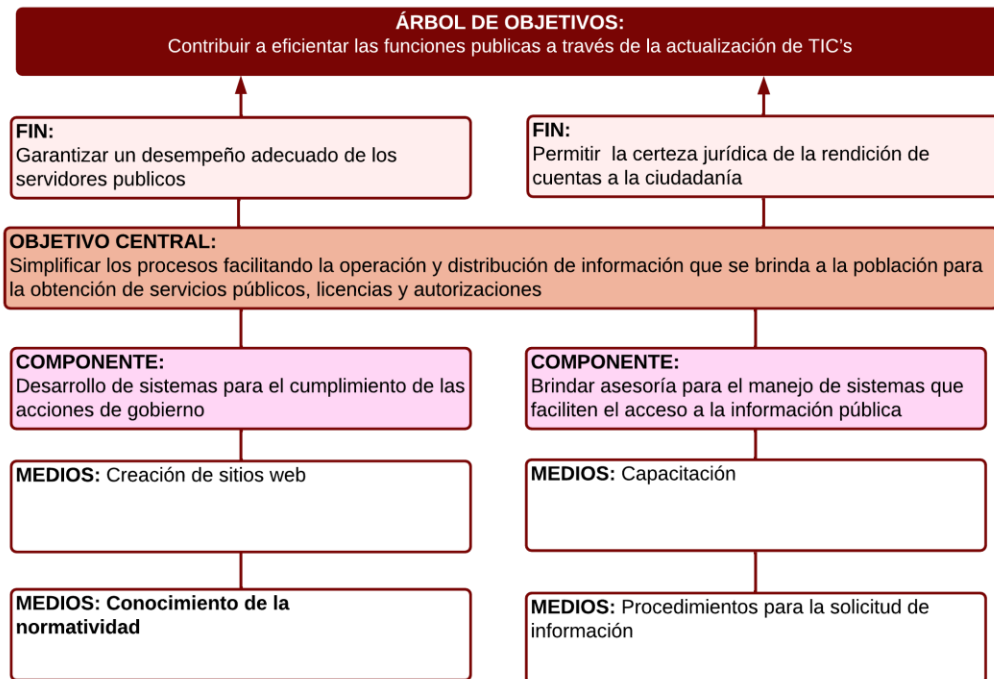 ÁRBOL DE OBJETIVOS:
Contribuir a eficientar las funciones publicas a través de la actualización de TIC's
FIN:
Garantizar un desempeño adecuado de los
servidores publicos
FIN:
Permitir la certeza jurídica de la rendición de
cuentas a la ciudadanía
OBJETIVO CENTRAL:
Simplificar los procesos facilitando la operación y distribución de información que se brinda a la población para
la obtención de servicios públicos, licencias y autorizaciones
COMPONENTE:
Desarrollo de sistemas para el cumplimiento de las
acciones de gobierno
COMPONENTE:
Brindar asesoría para el manejo de sistemas que
faciliten el acceso a la información pública
MEDIOS: Creación de sitios web
MEDIOS: Capacitación
MEDIOS: Conocimiento de la
normatividad
MEDIOS: Procedimientos para la solicitud de
información